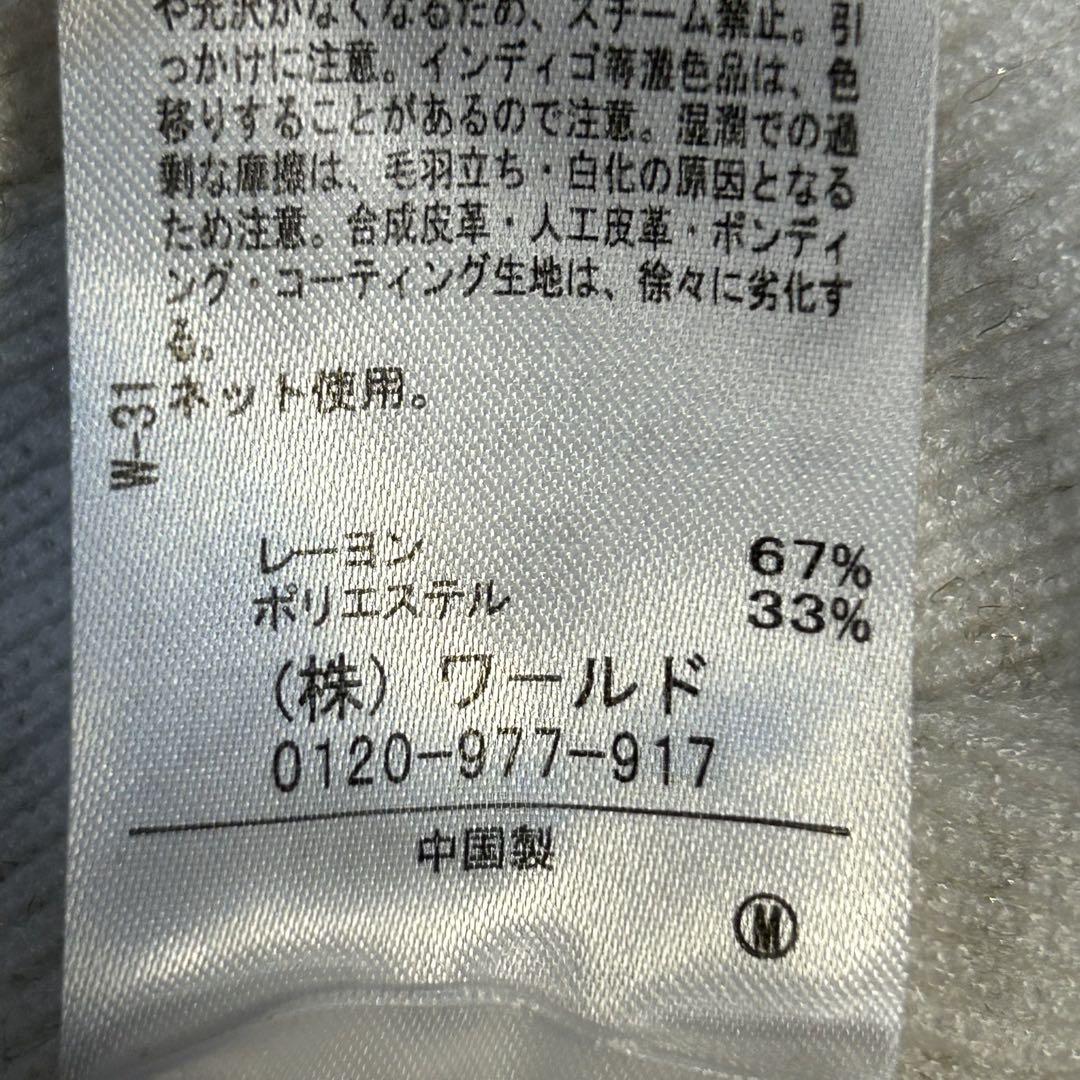 や光沢がなくなるため、スチーム禁止。引
っかけに注意。インディゴ等濃色品は、色
移りすることがあるので注意。湿潤での過
剰な摩擦は、毛羽立ち・白化の原因となる
ため注意。合成皮革・人工皮革・ボンディ
ング・コーティング生地は、徐々に劣化す
る。
ネット使用。
W-31
レーヨン 67%
ポリエステル 33%
(株) ワールド
0120-977-917
中国製
Ⓜ